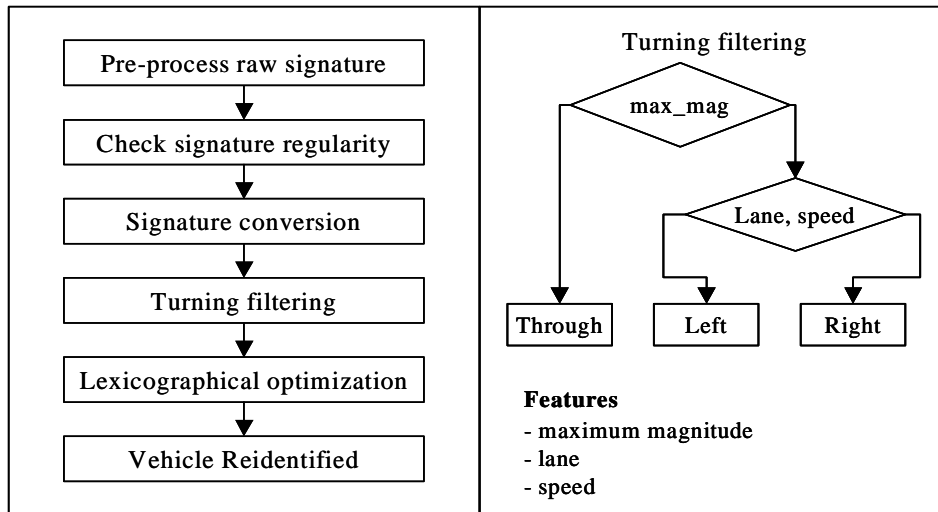 Pre-process raw signature
Check signature regularity
Signature conversion
Turning filtering
Lexicographical optimization
Vehicle Reidentified
Turning filtering
max_mag
Lane, speed
Through
Left
Right
Features
- maximum magnitude
- lane
- speed